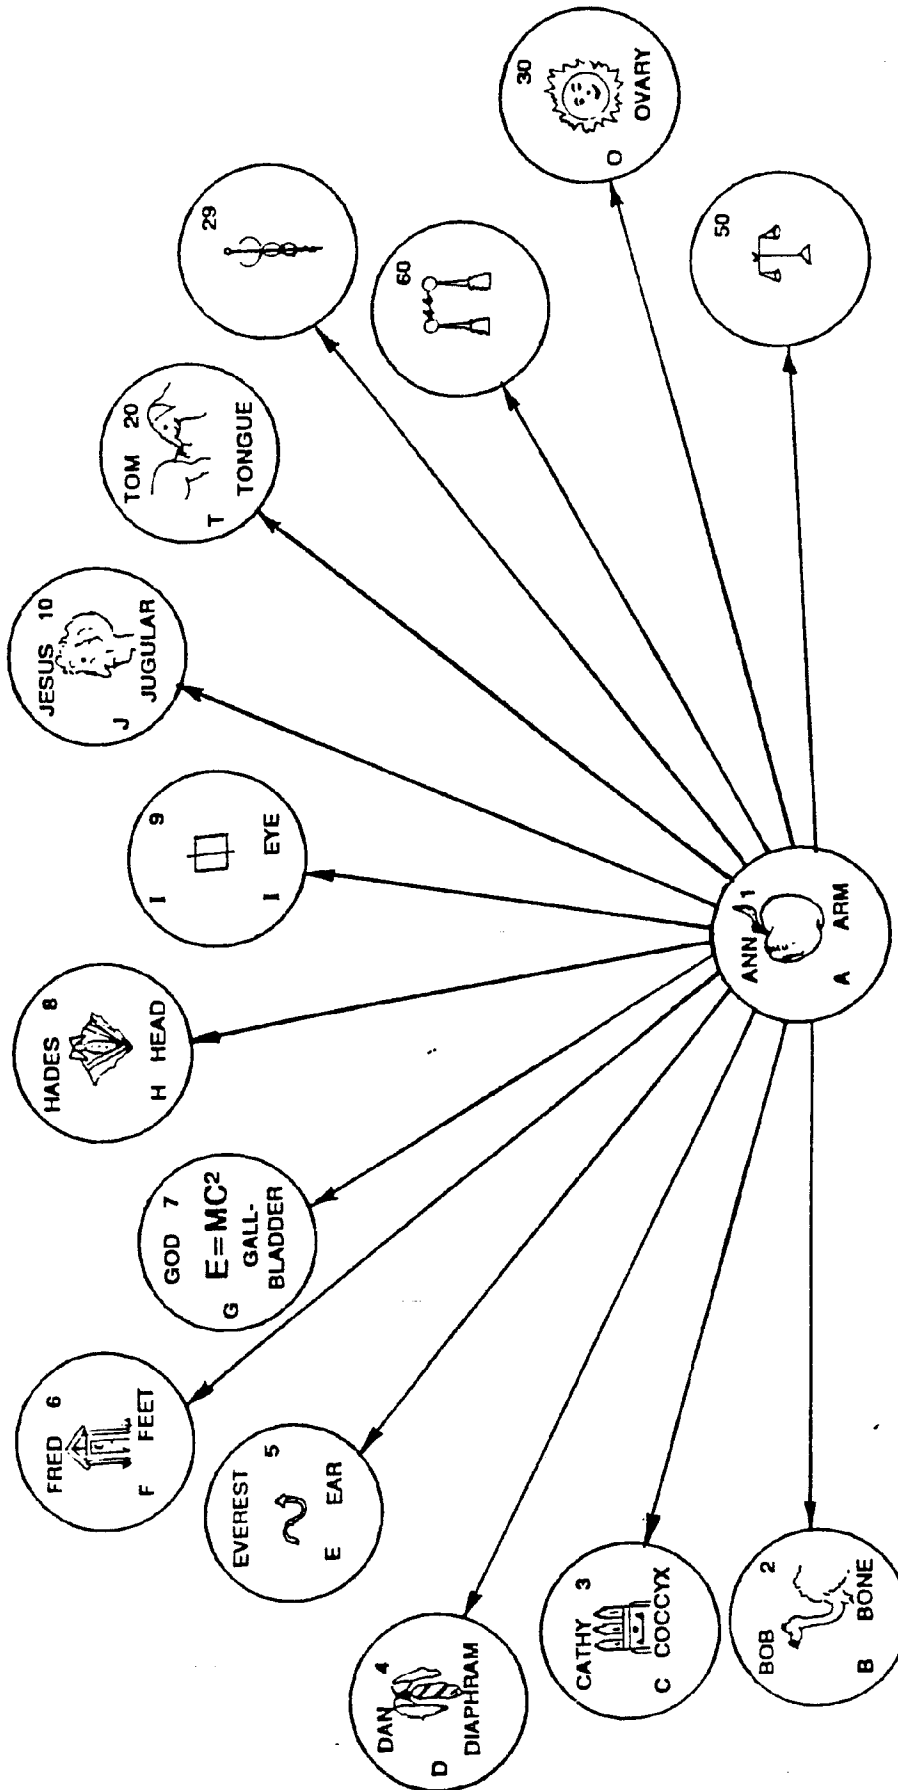 ANN 1
A ARM
BOB 2
B BONE
CATHY 3
C COCCYX
DAN 4
D DIAPHRAM
EVEREST 5
E EAR
FRED 6
F FEET
GOD 7
E=MC²
G GALL-
BLADDER
HADES 8
H HEAD
I 9
I EYE
JESUS 10
J JUGULAR
TOM 20
T TONGUE
29
60
30
O OVARY
50